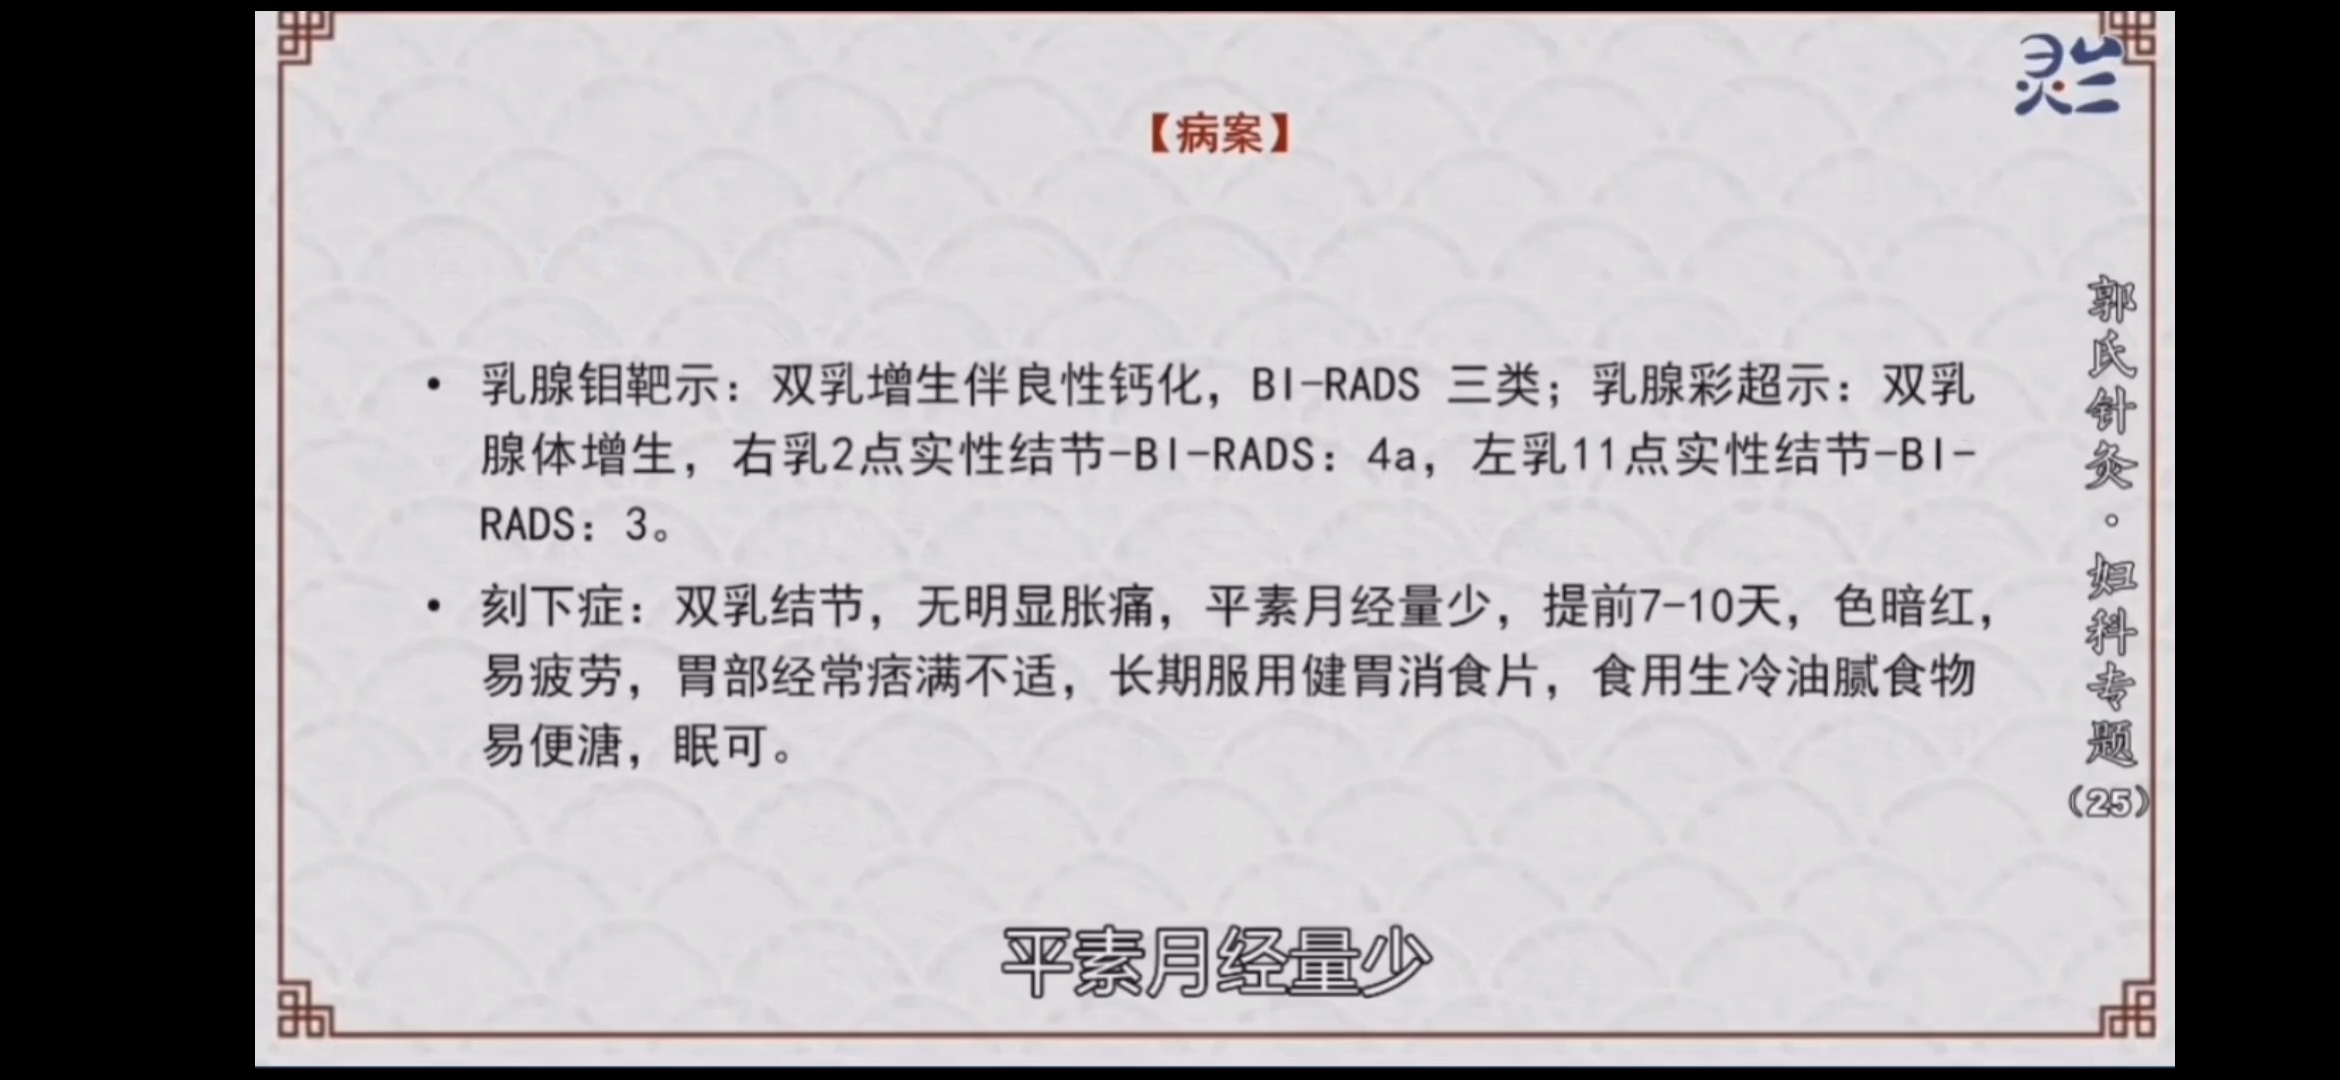 灵兰
【病案】
• 乳腺钼靶示：双乳增生伴良性钙化，BI-RADS 三类；乳腺彩超示：双乳
腺体增生，右乳2点实性结节-BI-RADS：4a，左乳11点实性结节-BI-
RADS：3。
• 刻下症：双乳结节，无明显胀痛，平素月经量少，提前7-10天，色暗红，
易疲劳，胃部经常痞满不适，长期服用健胃消食片，食用生冷油腻食物
易便溏，眠可。
郭氏针灸·妇科专题（25）
平素月经量少